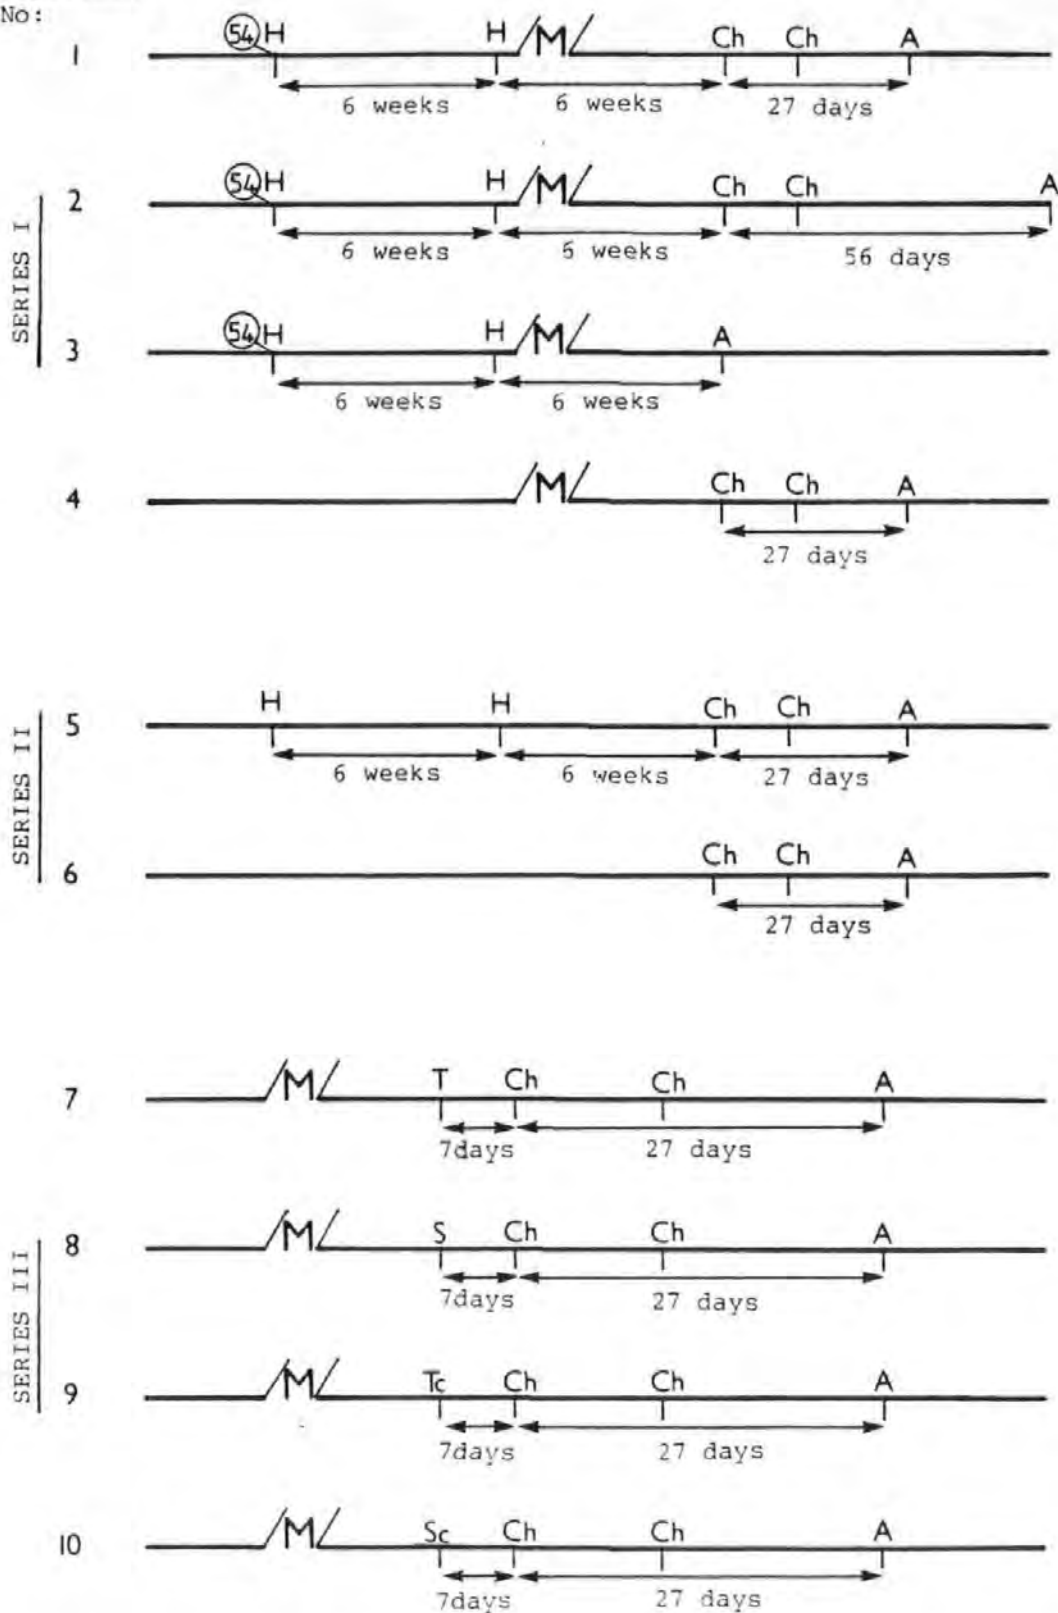 No:
1 54 H H M Ch Ch A
6 weeks 6 weeks 27 days
SERIES I
2 54 H H M Ch Ch A
6 weeks 6 weeks 56 days
3 54 H H M A
6 weeks 6 weeks
4 M Ch Ch A
27 days
SERIES II
5 H H Ch Ch A
6 weeks 6 weeks 27 days
6 Ch Ch A
27 days
7 M T Ch Ch A
7days 27 days
SERIES III
8 M S Ch Ch A
7days 27 days
9 M Tc Ch Ch A
7days 27 days
10 M Sc Ch Ch A
7days 27 days